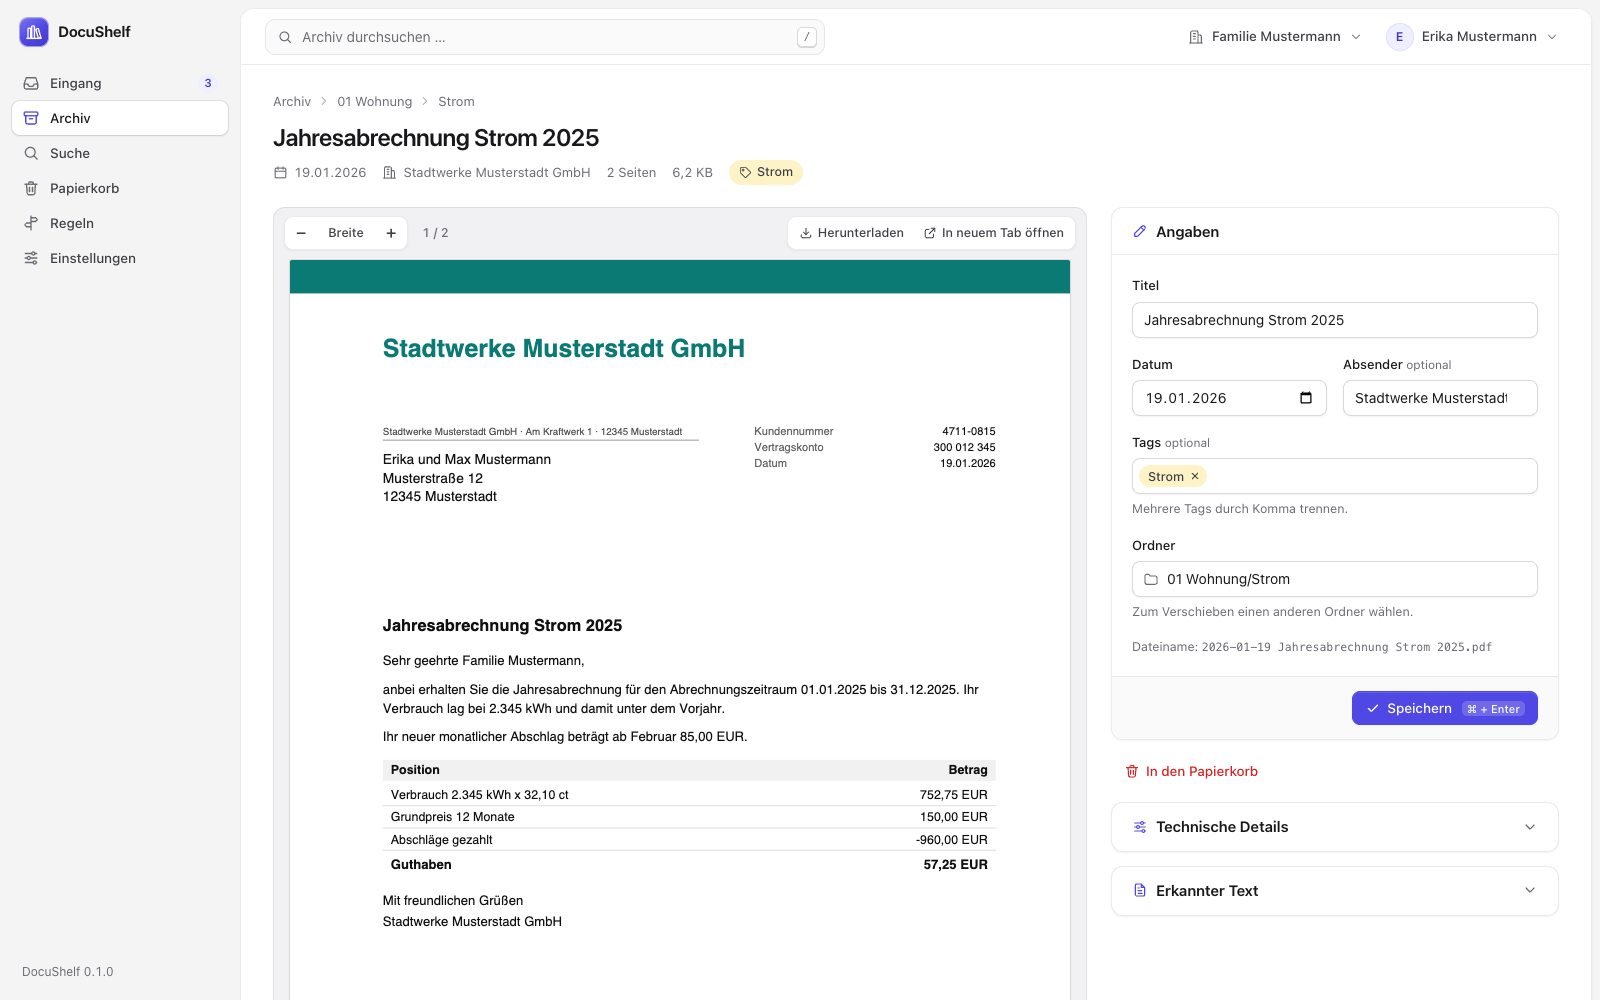 DocuShelf
Eingang 3
Archiv
Suche
Papierkorb
Regeln
Einstellungen
DocuShelf 0.1.0
Archiv durchsuchen ... /
Familie Mustermann
E Erika Mustermann
Archiv > 01 Wohnung > Strom
Jahresabrechnung Strom 2025
19.01.2026 Stadtwerke Musterstadt GmbH 2 Seiten 6,2 KB Strom
− Breite + 1 / 2
Herunterladen In neuem Tab öffnen
Stadtwerke Musterstadt GmbH
Stadtwerke Musterstadt GmbH · Am Kraftwerk 1 · 12345 Musterstadt
Erika und Max Mustermann
Musterstraße 12
12345 Musterstadt
Kundennummer 4711-0815
Vertragskonto 300 012 345
Datum 19.01.2026
Jahresabrechnung Strom 2025
Sehr geehrte Familie Mustermann,
anbei erhalten Sie die Jahresabrechnung für den Abrechnungszeitraum 01.01.2025 bis 31.12.2025. Ihr
Verbrauch lag bei 2.345 kWh und damit unter dem Vorjahr.
Ihr neuer monatlicher Abschlag beträgt ab Februar 85,00 EUR.
Position Betrag
Verbrauch 2.345 kWh x 32,10 ct 752,75 EUR
Grundpreis 12 Monate 150,00 EUR
Abschläge gezahlt -960,00 EUR
Guthaben 57,25 EUR
Mit freundlichen Grüßen
Stadtwerke Musterstadt GmbH
Angaben
Titel
Jahresabrechnung Strom 2025
Datum
19.01.2026
Absender optional
Stadtwerke Musterstadt
Tags optional
Strom ×
Mehrere Tags durch Komma trennen.
Ordner
01 Wohnung/Strom
Zum Verschieben einen anderen Ordner wählen.
Dateiname: 2026-01-19 Jahresabrechnung Strom 2025.pdf
Speichern ⌘ + Enter
In den Papierkorb
Technische Details
Erkannter Text